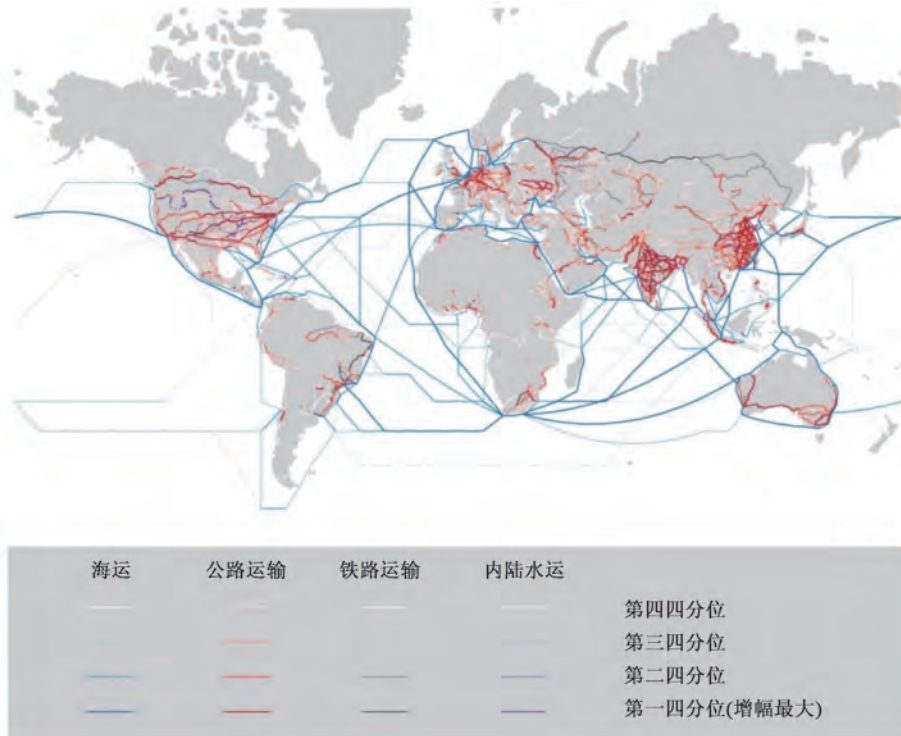 海运 公路运输 铁路运输 内陆水运
第四四分位
第三四分位
第二四分位
第一四分位(增幅最大)